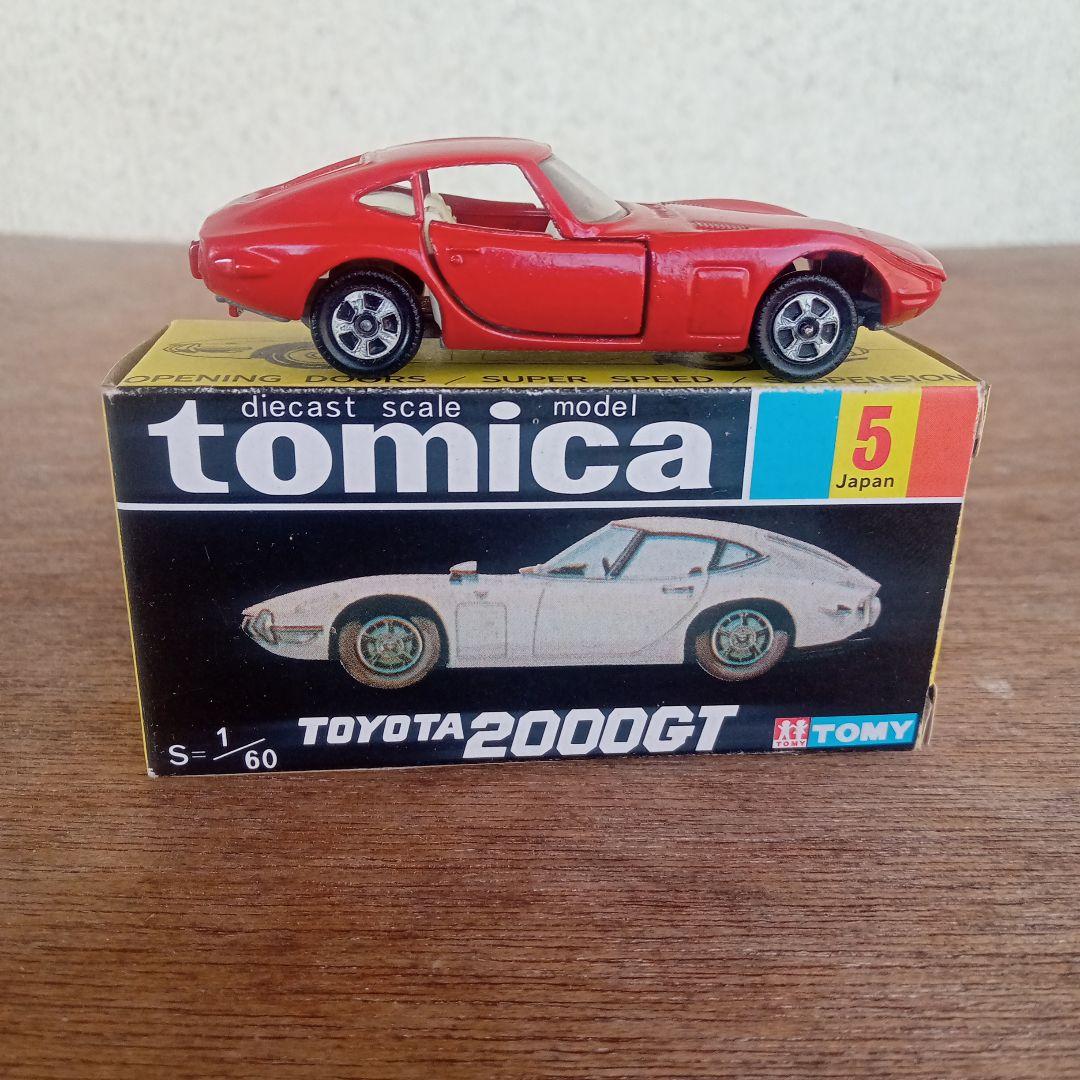 OPENING DOORS / SUPER SPEED / SUSPENSION
diecast scale model
tomica
5
Japan
TOYOTA 2000GT
S=1/60
TOMY
TOMY